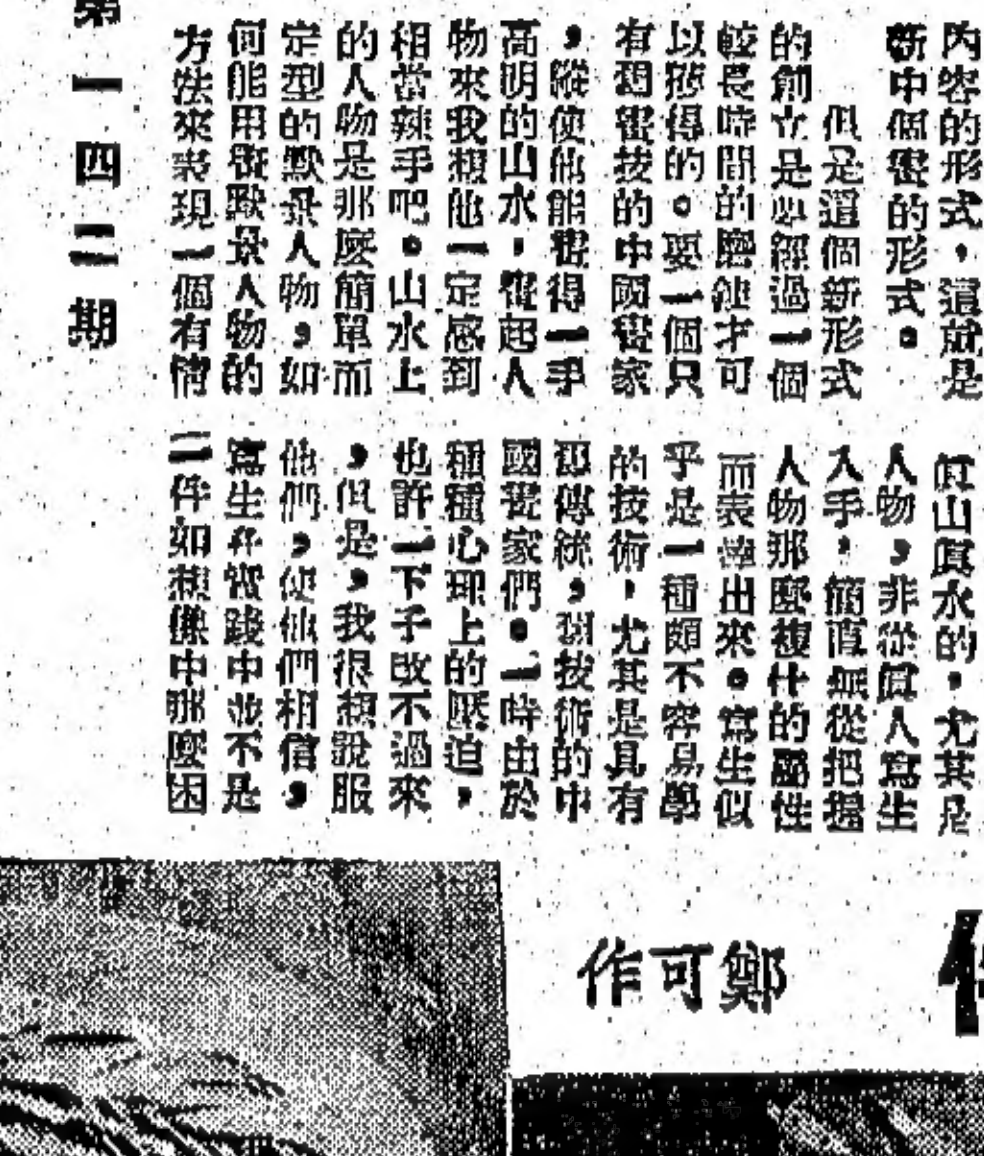 內容的形式,這就是
新中國畫的形式。
但是這個新形式
的創立是必經過一個
較長時間的磨鍊才可
以獲得的。要一個只
有國畫技的中國畫家
,縱使他能畫得一手
高明的山水,畫起人
物來我想他一定感到
相當辣手吧。山水上
的人物是那麼簡單而
定型的默景人物。如
何能用畫默景人物的
方法來表現一個有情
眞山眞水的,尤其是
人物,非從眞人寫生
入手,簡直無從把握
人物那麼複什的屬性
而表達出來。寫生似
乎是一種頗不容易學
的技術,尤其是具有
傳統,技術的中
國畫家們。一時由於
種種心理上的壓迫,
也許一下子改不過來
,但是,我很想說服
他們,使他們相信,
寫生在實踐中並不是
一件如想像中那麼困
第一四二期
鄭可作